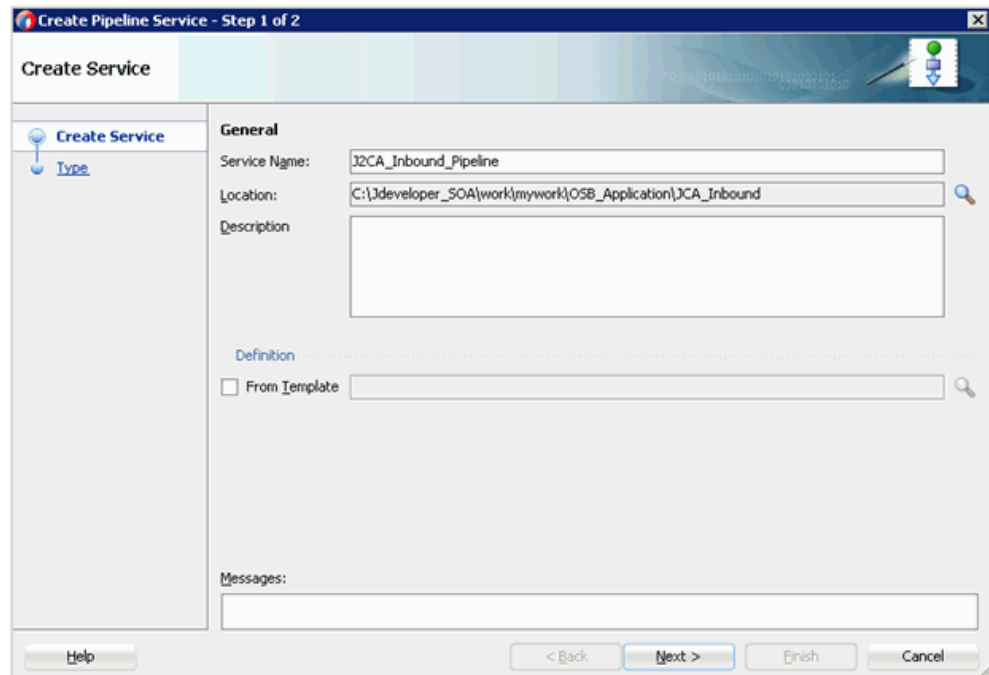 Create Pipeline Service - Step 1 of 2
Create Service
Create Service
Type
General
Service Name: J2CA_Inbound_Pipeline
Location: C:\Jdeveloper_SOA\work\mywork\OSB_Application\JCA_Inbound
Description
Definition
From Template
Messages:
Help < Back Next > Finish Cancel